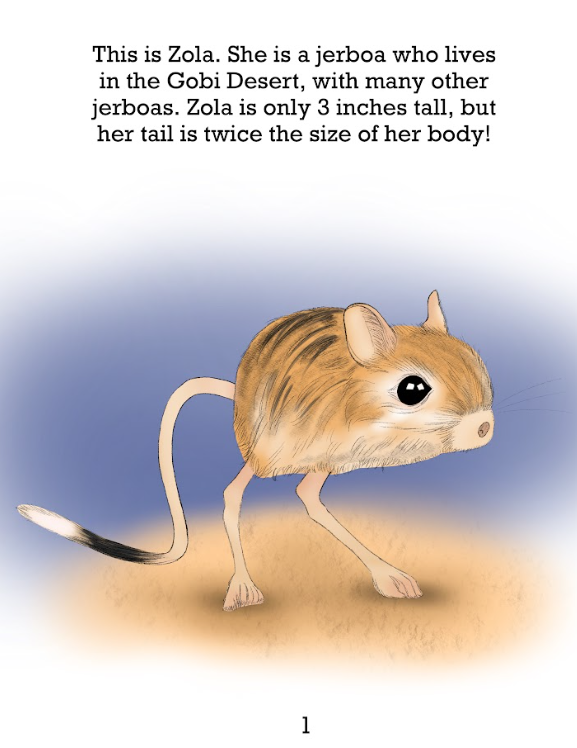 This is Zola. She is a jerboa who lives
in the Gobi Desert, with many other
jerboas. Zola is only 3 inches tall, but
her tail is twice the size of her body!
1